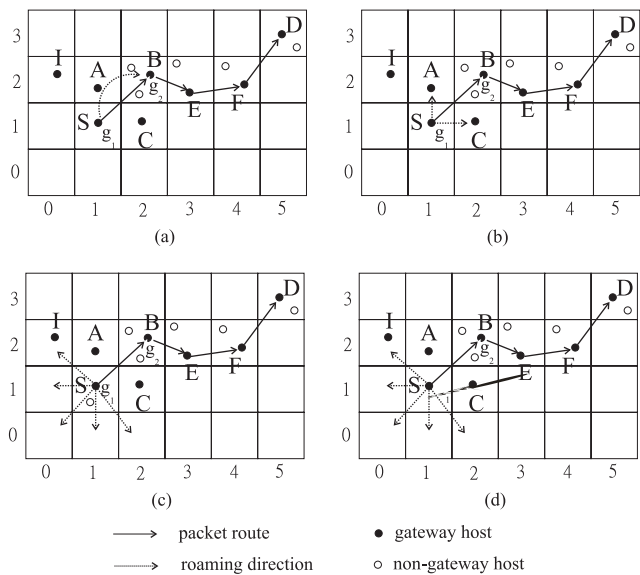 3 D
I A B
2 g2 E F
S
1 g1 C
0
0 1 2 3 4 5
(a)
3 D
I A B
2 g2 E F
S
1 g1 C
0
0 1 2 3 4 5
(b)
3 D
I A B
2 g2 E F
S
1 g1 C
0
0 1 2 3 4 5
(c)
3 D
I A B
2 g2 E F
S
1 1 C
0
0 1 2 3 4 5
(d)
packet route
gateway host
roaming direction
non-gateway host